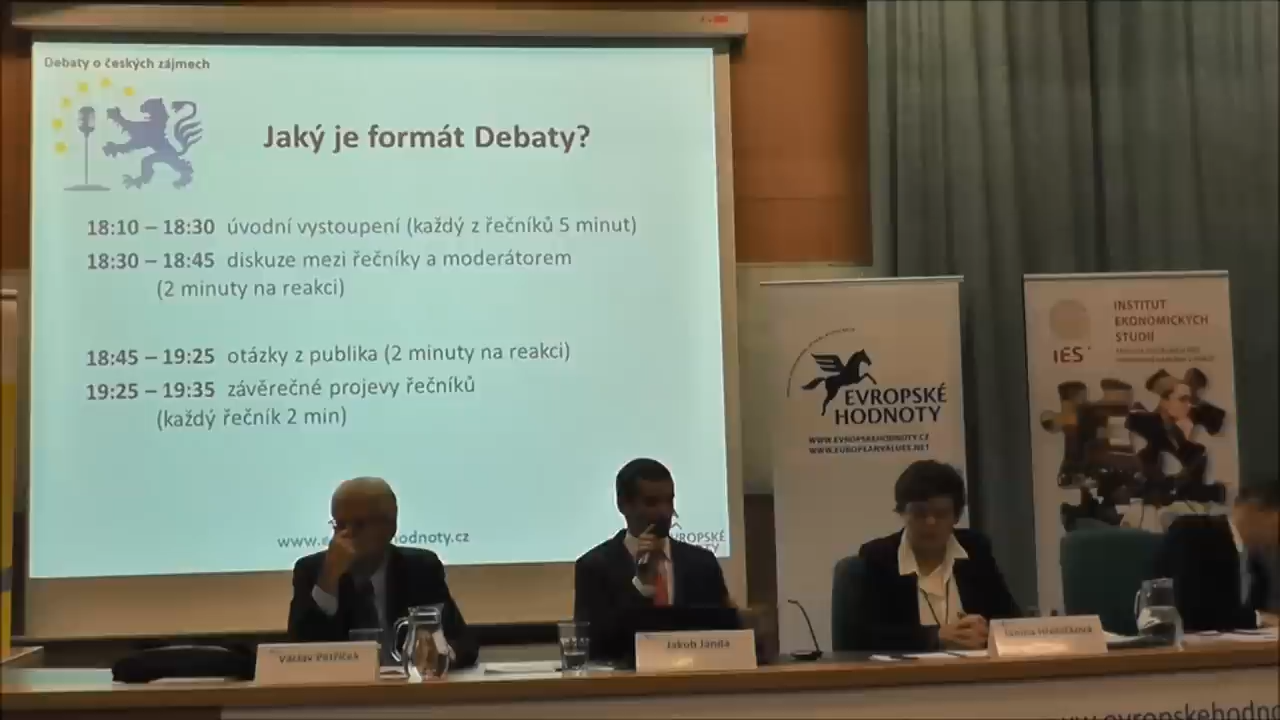 Debaty o českých zájmech
Jaký je formát Debaty?
18:10 – 18:30 úvodní vystoupení (každý z řečníků 5 minut)
18:30 – 18:45 diskuze mezi řečníky a moderátorem
(2 minuty na reakci)
18:45 – 19:25 otázky z publika (2 minuty na reakci)
19:25 – 19:35 závěrečné projevy řečníků
(každý řečník 2 min)
EVROPSKÉ
HODNOTY
WWW.EVROPSKEHODNOTY.CZ
WWW.EUROPEANVALUES.NET
IES
INSTITUT
EKONOMICKÝCH
STUDIÍ
Václav Petříček
Jakub Janda